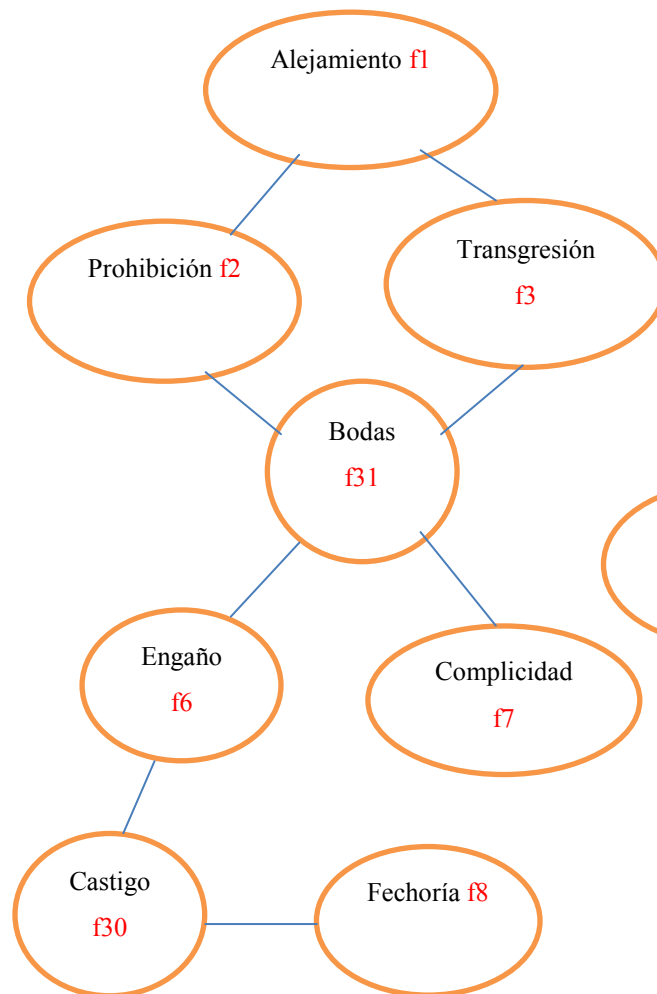 Alejamiento f1
Prohibición f2
Transgresión
f3
Bodas
f31
Engaño
f6
Complicidad
f7
Castigo
f30
Fechoría f8